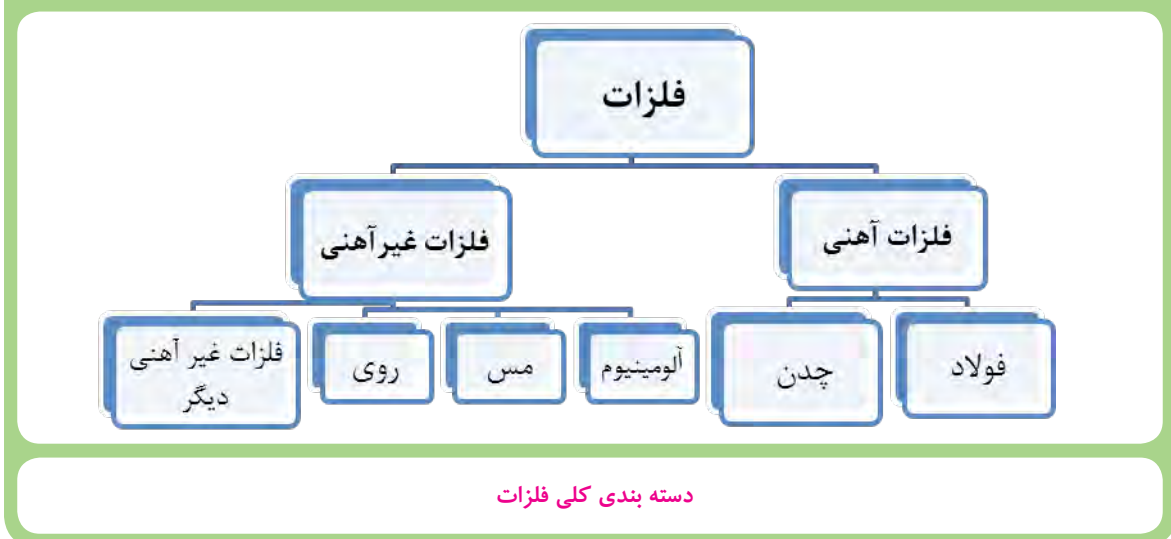 فلزات
فلزات آهنی
فلزات غیرآهنی
فولاد
چدن
آلومینیوم
مس
روی
فلزات غیر آهنی
دیگر
دسته بندی کلی فلزات